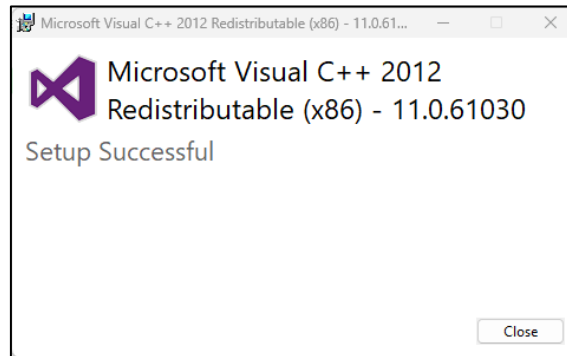 Microsoft Visual C++ 2012 Redistributable (x86) - 11.0.61...
Microsoft Visual C++ 2012
Redistributable (x86) - 11.0.61030
Setup Successful
Close